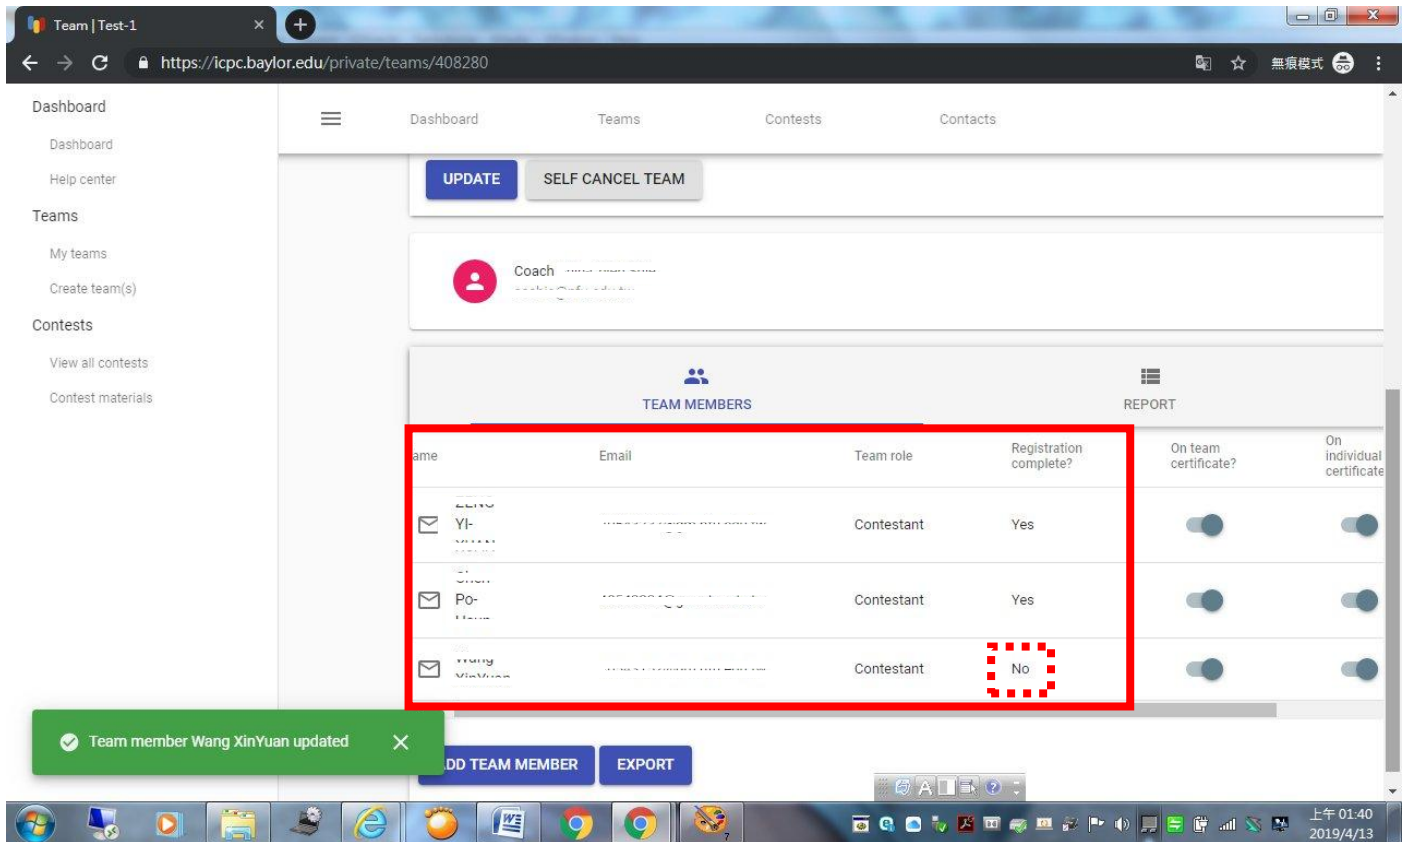 Team | Test-1
https://icpc.baylor.edu/private/teams/408280
無痕模式
Dashboard
Dashboard
Help center
Teams
My teams
Create team(s)
Contests
View all contests
Contest materials
Dashboard Teams Contests Contacts
UPDATE SELF CANCEL TEAM
Coach
TEAM MEMBERS REPORT
ame Email Team role Registration complete? On team certificate? On individual certificate
YI-
Contestant Yes
Po-
Contestant Yes
Wang
XinYuan
Contestant No
Team member Wang XinYuan updated
DD TEAM MEMBER EXPORT
上午 01:40
2019/4/13